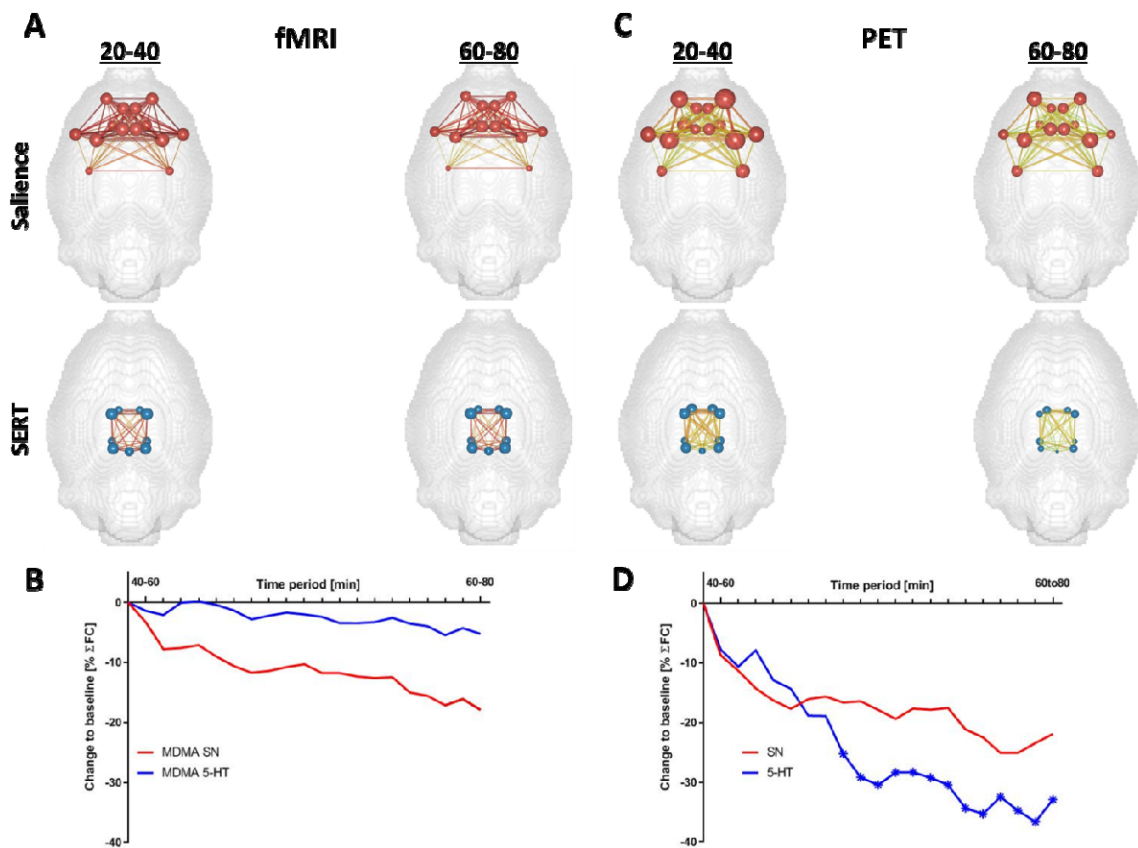 A
fMRI
C
PET
20-40
60-80
20-40
60-80
Salience
SERT
B
40-60
Time period [min]
60-80
0
-10
-20
-30
-40
Change to baseline [% ΣFC]
MDMA SN
MDMA 5-HT
D
40-60
Time period [min]
60to80
0
-10
-20
-30
-40
Change to baseline [% ΣFC]
SN
5-HT